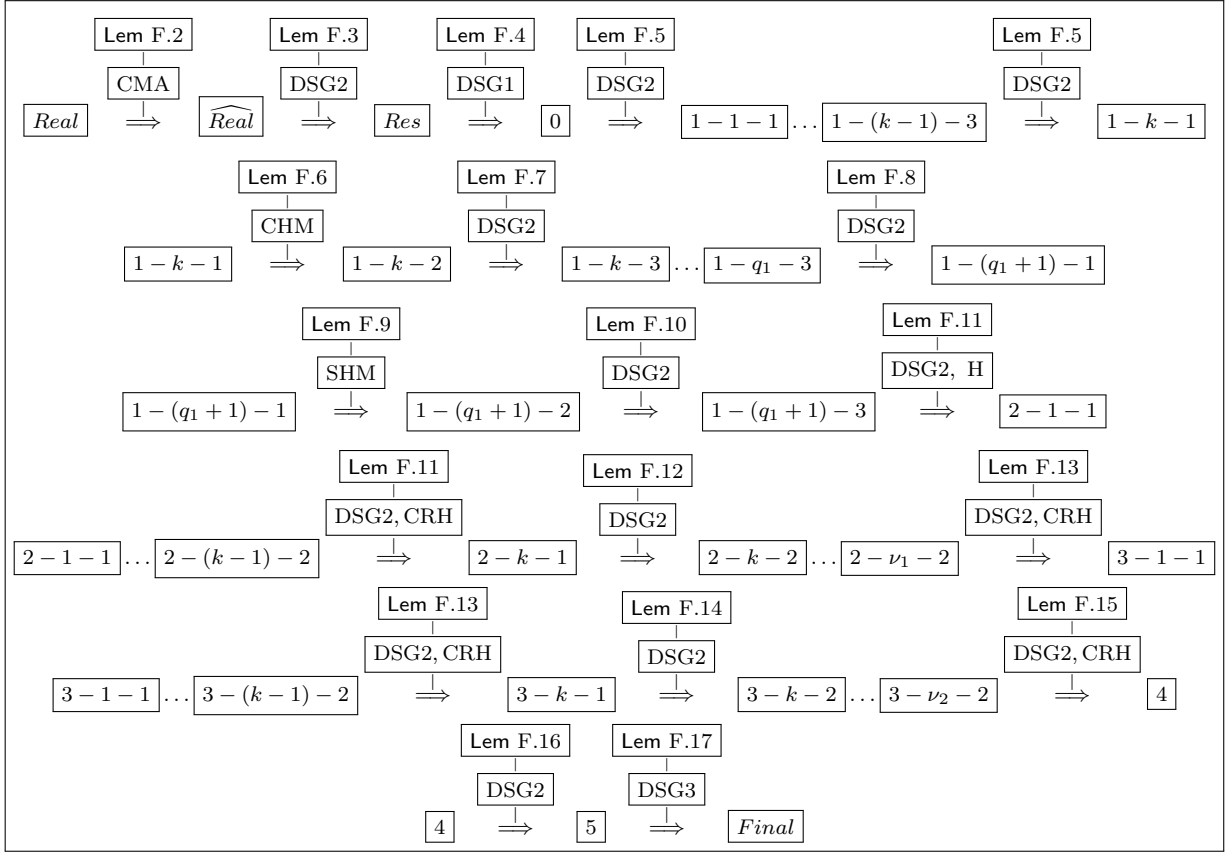 Lem F.2 Lem F.3 Lem F.4 Lem F.5 Lem F.5
CMA DSG2 DSG1 DSG2 DSG2
Real ⟹ \widehat{Real} ⟹ Res ⟹ 0 ⟹ 1 − 1 − 1 … 1 − (k − 1) − 3 ⟹ 1 − k − 1
Lem F.6 Lem F.7 Lem F.8
CHM DSG2 DSG2
1 − k − 1 ⟹ 1 − k − 2 ⟹ 1 − k − 3 … 1 − q₁ − 3 ⟹ 1 − (q₁ + 1) − 1
Lem F.9 Lem F.10 Lem F.11
SHM DSG2 DSG2, H
1 − (q₁ + 1) − 1 ⟹ 1 − (q₁ + 1) − 2 ⟹ 1 − (q₁ + 1) − 3 ⟹ 2 − 1 − 1
Lem F.11 Lem F.12 Lem F.13
DSG2, CRH DSG2 DSG2, CRH
2 − 1 − 1 … 2 − (k − 1) − 2 ⟹ 2 − k − 1 ⟹ 2 − k − 2 … 2 − ν₁ − 2 ⟹ 3 − 1 − 1
Lem F.13 Lem F.14 Lem F.15
DSG2, CRH DSG2 DSG2, CRH
3 − 1 − 1 … 3 − (k − 1) − 2 ⟹ 3 − k − 1 ⟹ 3 − k − 2 … 3 − ν₂ − 2 ⟹ 4
Lem F.16 Lem F.17
DSG2 DSG3
4 ⟹ 5 ⟹ Final